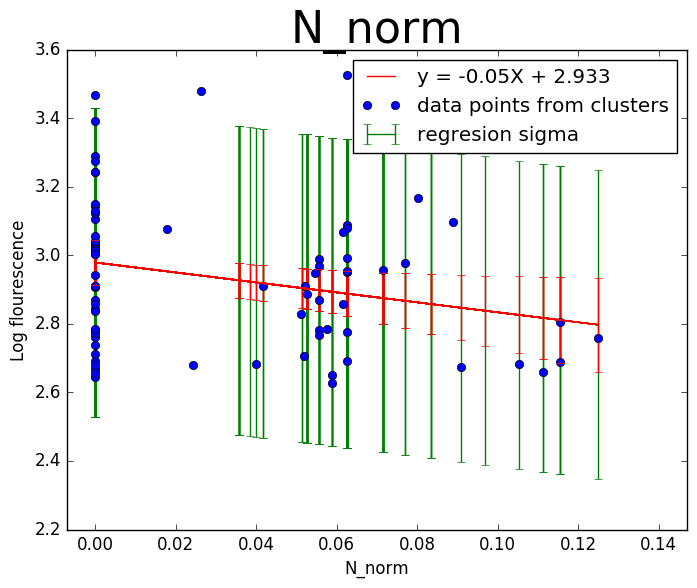 N_norm
y = -0.05X + 2.933
data points from clusters
regresion sigma
3.6
3.4
3.2
3.0
2.8
2.6
2.4
2.2
Log flourescence
0.00 0.02 0.04 0.06 0.08 0.10 0.12 0.14
N_norm